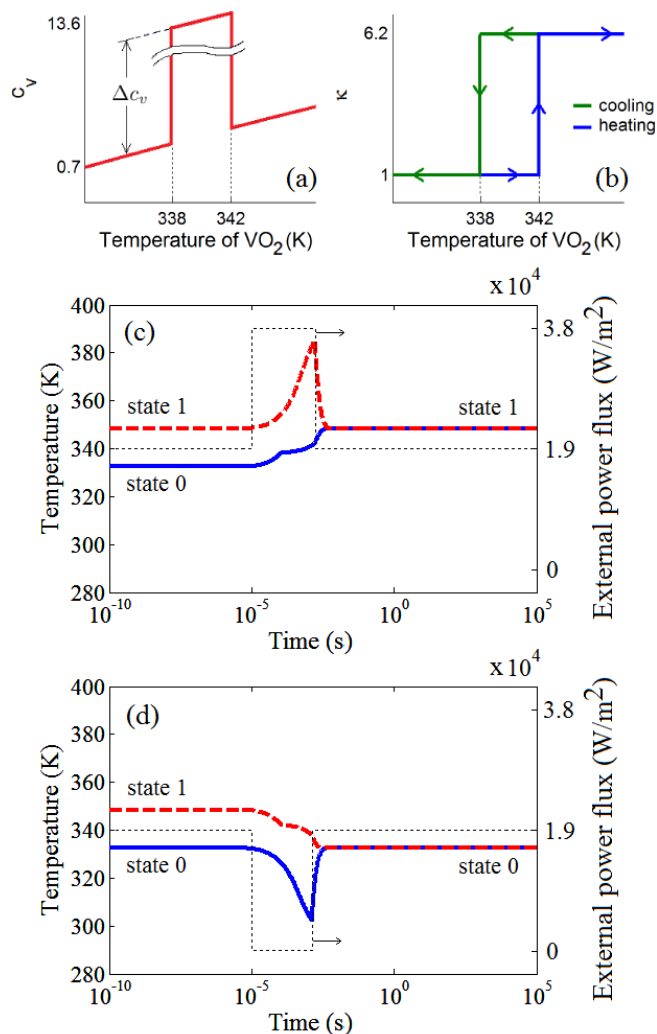 13.6
c_v
Δc_v
0.7
(a)
338 342
Temperature of VO₂(K)
6.2
κ
cooling
heating
1
(b)
338 342
Temperature of VO₂(K)
x 10⁴
400
380
360
340
320
300
280
Temperature (K)
(c)
state 1
state 0
state 1
3.8
1.9
0
External power flux (W/m²)
10⁻¹⁰ 10⁻⁵ 10⁰ 10⁵
Time (s)
x 10⁴
400
380
360
340
320
300
280
Temperature (K)
(d)
state 1
state 0
state 0
3.8
1.9
0
External power flux (W/m²)
10⁻¹⁰ 10⁻⁵ 10⁰ 10⁵
Time (s)